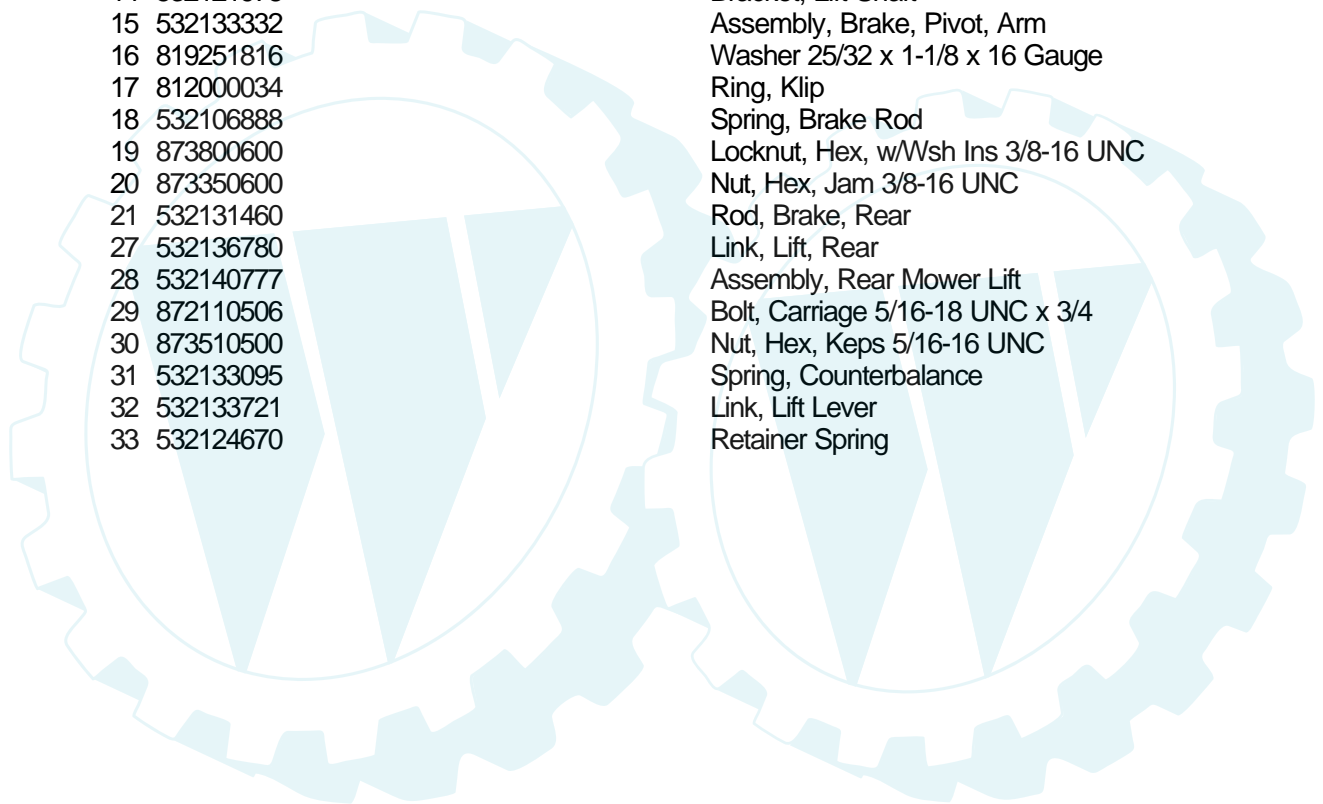 15 532133332 Assembly, Brake, Pivot, Arm
16 819251816 Washer 25/32 x 1-1/8 x 16 Gauge
17 812000034 Ring, Klip
18 532106888 Spring, Brake Rod
19 873800600 Locknut, Hex, w/Wsh Ins 3/8-16 UNC
20 873350600 Nut, Hex, Jam 3/8-16 UNC
21 532131460 Rod, Brake, Rear
27 532136780 Link, Lift, Rear
28 532140777 Assembly, Rear Mower Lift
29 872110506 Bolt, Carriage 5/16-18 UNC x 3/4
30 873510500 Nut, Hex, Keps 5/16-16 UNC
31 532133095 Spring, Counterbalance
32 532133721 Link, Lift Lever
33 532124670 Retainer Spring